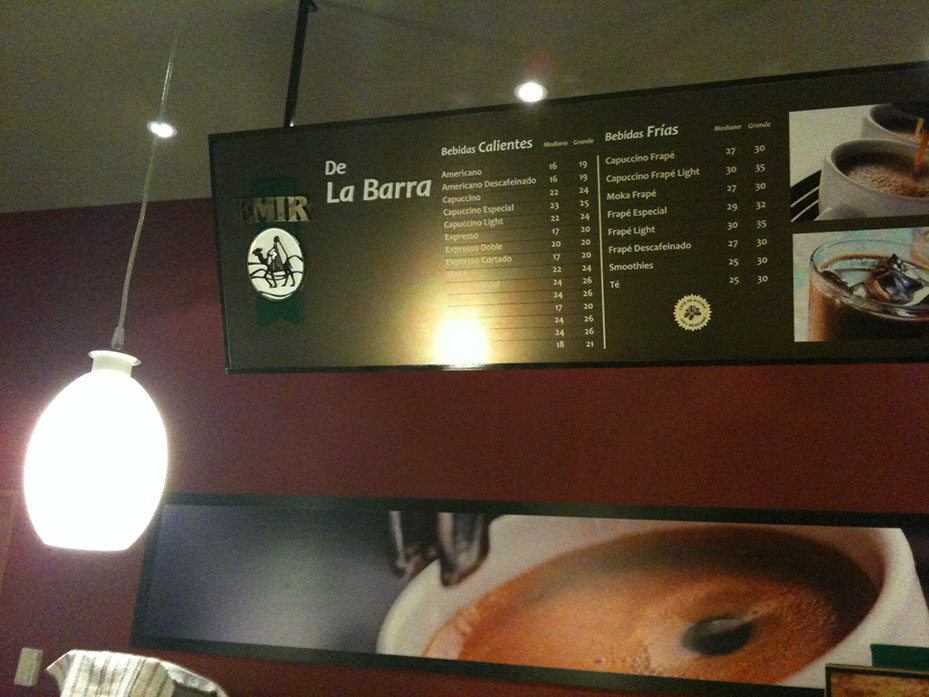 MIR
De
La Barra
Bebidas Calientes Mediano Grande
Americano 16 19
Americano Descafeinado 16 19
Capuccino 22 24
Capuccino Especial 23 25
Capuccino Light 22 24
Expresso 17 20
Expresso Doble 20 20
Expresso Cortado 17 20
22 24
24 26
24 26
17 20
24 26
24 26
18 21
Bebidas Frías Mediano Grande
Capuccino Frapé 27 30
Capuccino Frapé Light 30 35
Moka Frapé 27 30
Frapé Especial 29 32
Frapé Light 30 35
Frapé Descafeinado 27 30
Smoothies 25 30
Té 25 30